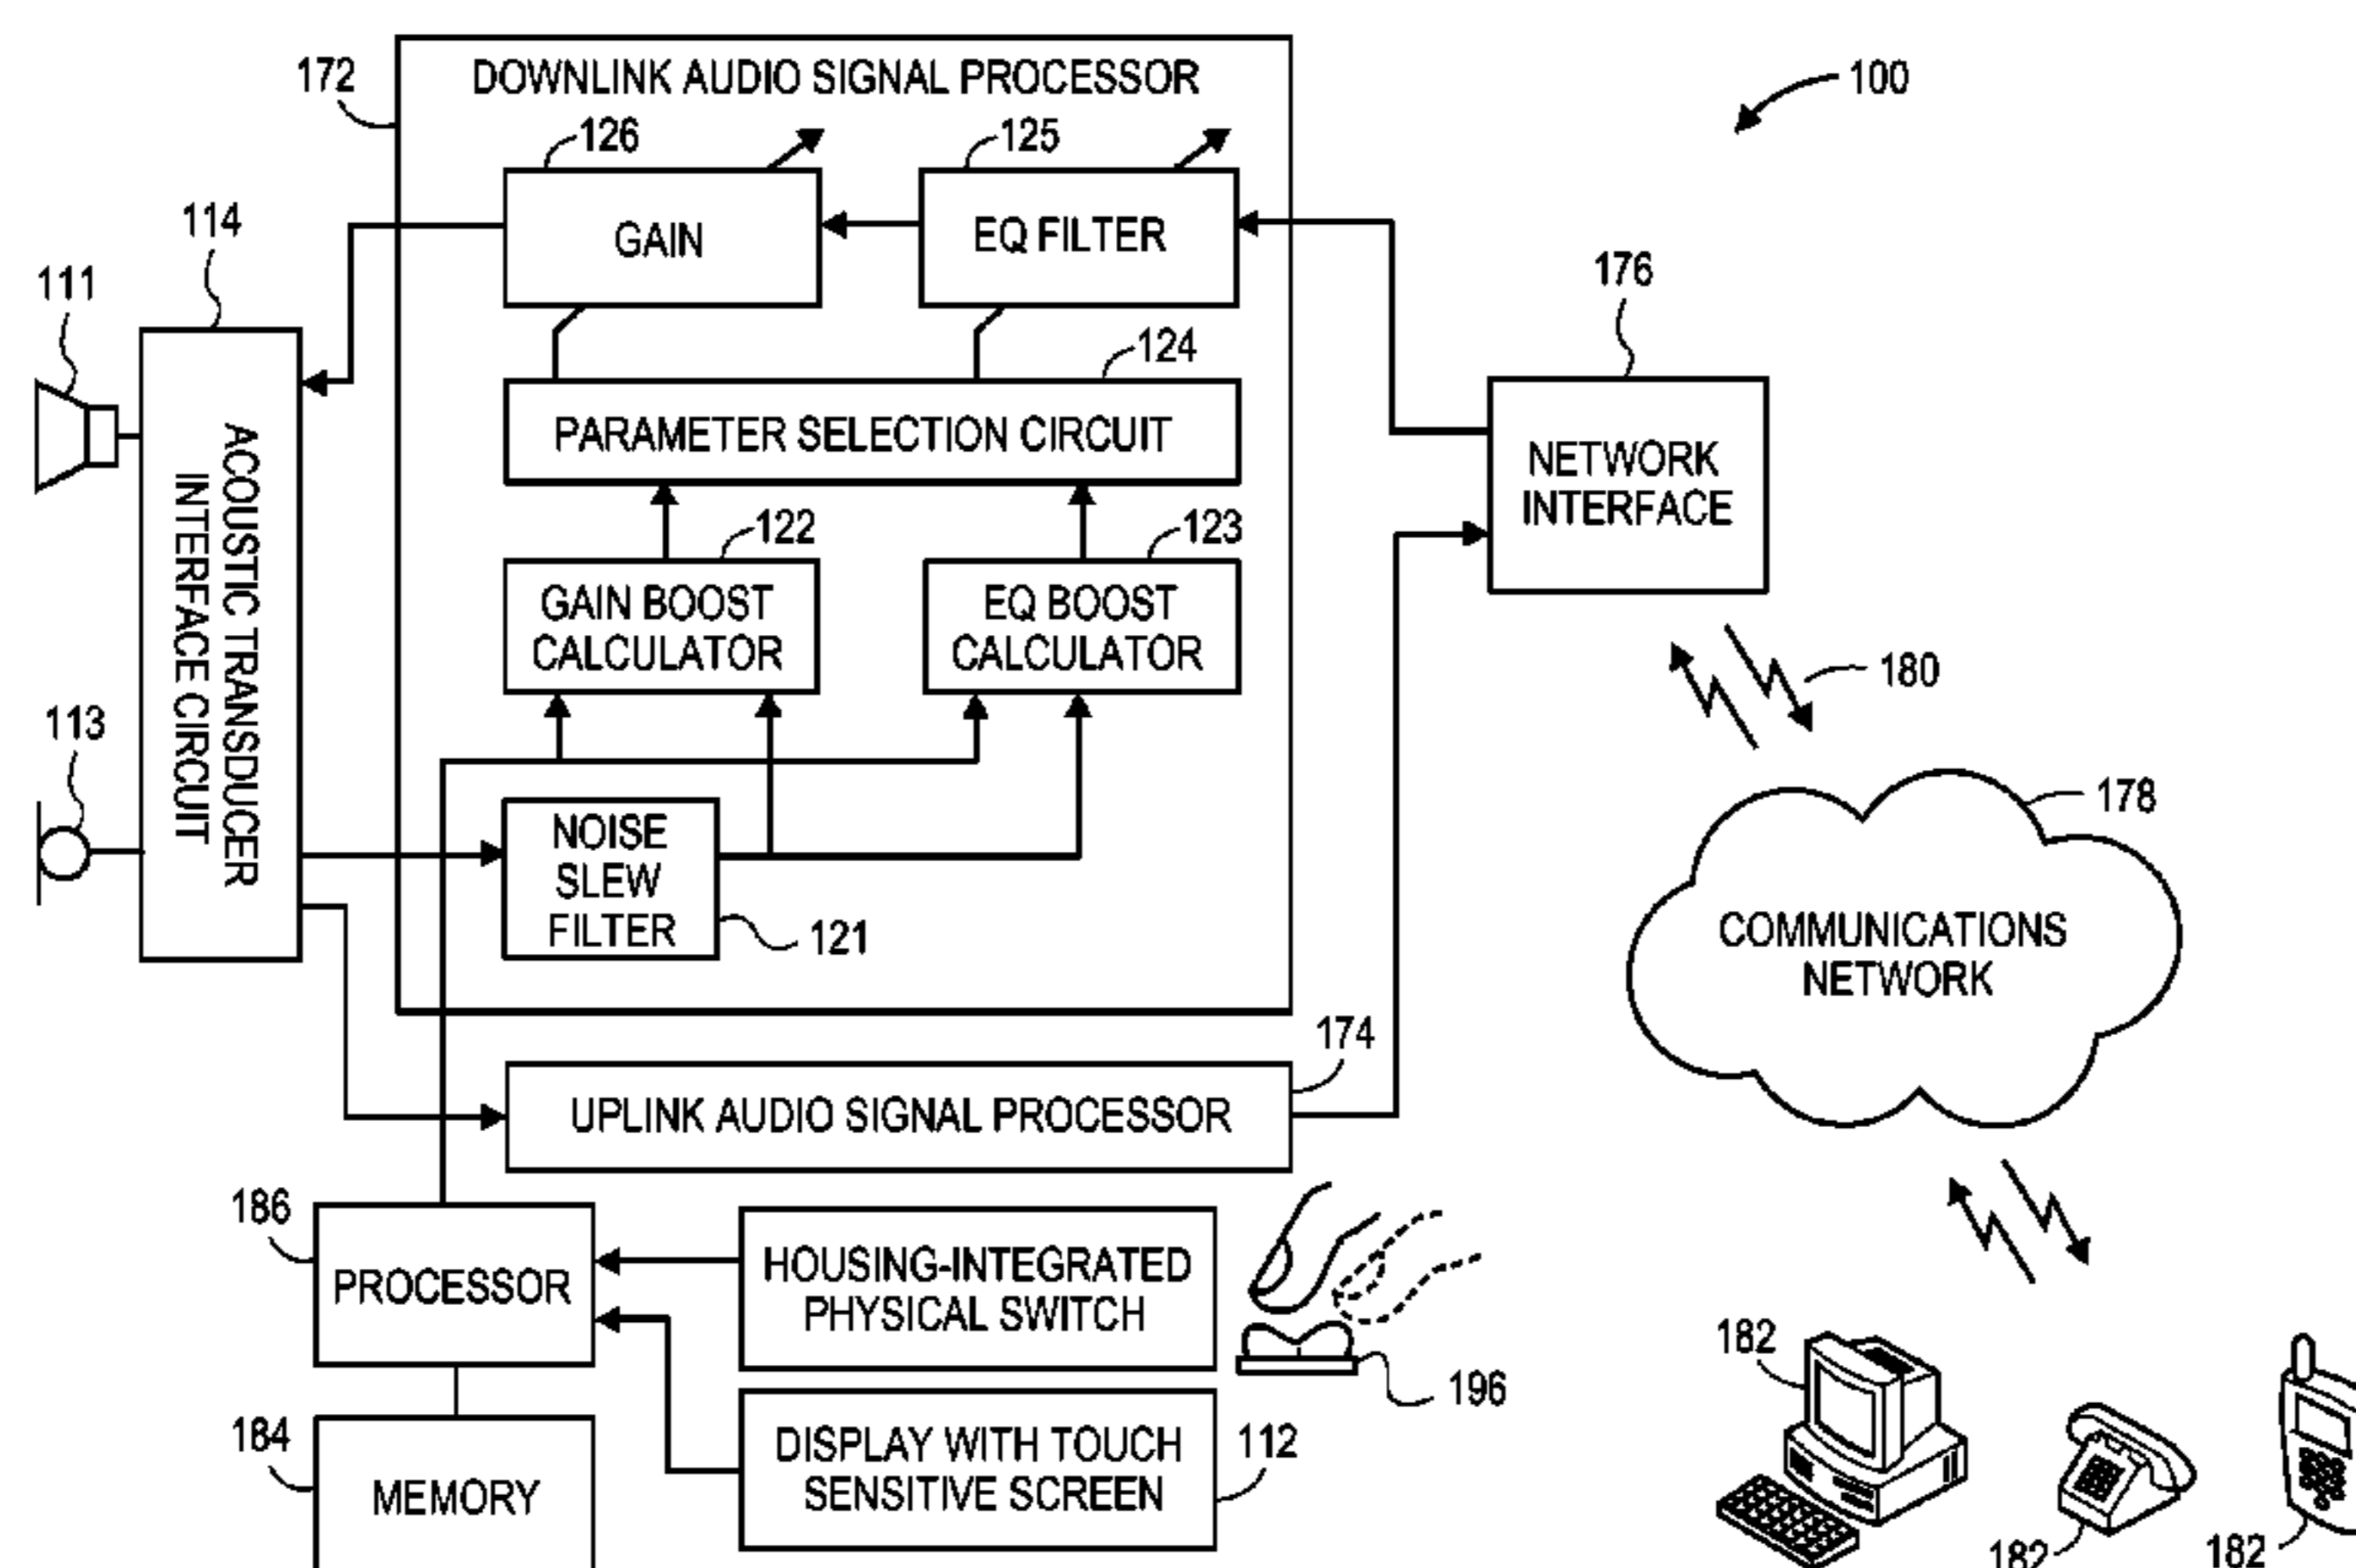 172
DOWNLINK AUDIO SIGNAL PROCESSOR
100
126
125
114
GAIN
EQ FILTER
111
176
124
PARAMETER SELECTION CIRCUIT
NETWORK
INTERFACE
ACOUSTIC TRANSDUCER
INTERFACE CIRCUIT
122
123
GAIN BOOST
CALCULATOR
EQ BOOST
CALCULATOR
180
113
178
NOISE
SLEW
FILTER
121
COMMUNICATIONS
NETWORK
174
UPLINK AUDIO SIGNAL PROCESSOR
186
PROCESSOR
HOUSING-INTEGRATED
PHYSICAL SWITCH
196
182
184
MEMORY
DISPLAY WITH TOUCH
SENSITIVE SCREEN
112
182
182